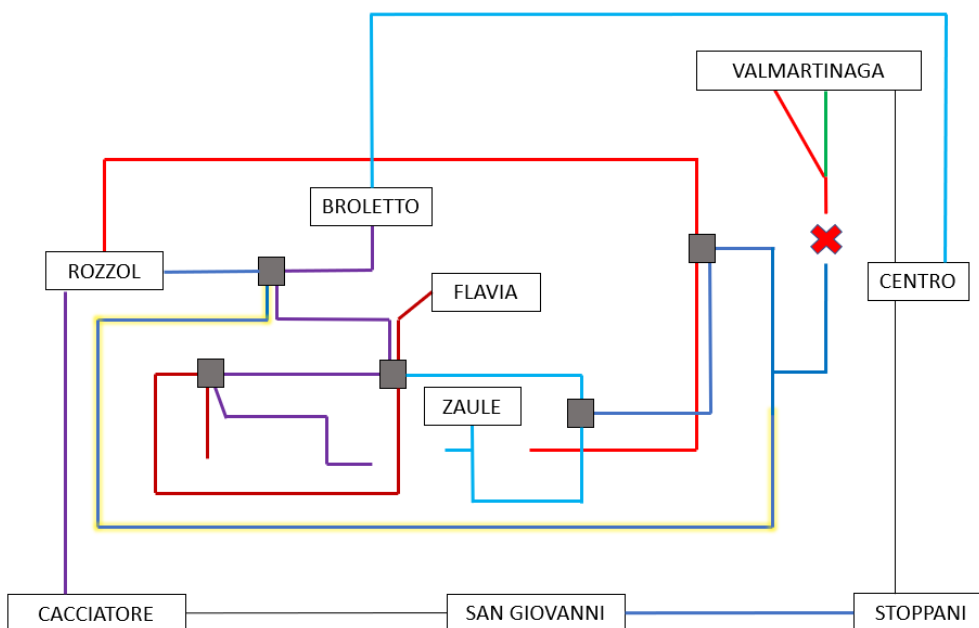 VALMARTINAGA
BROLETTO
ROZZOL
FLAVIA
CENTRO
ZAULE
CACCIATORE
SAN GIOVANNI
STOPPANI